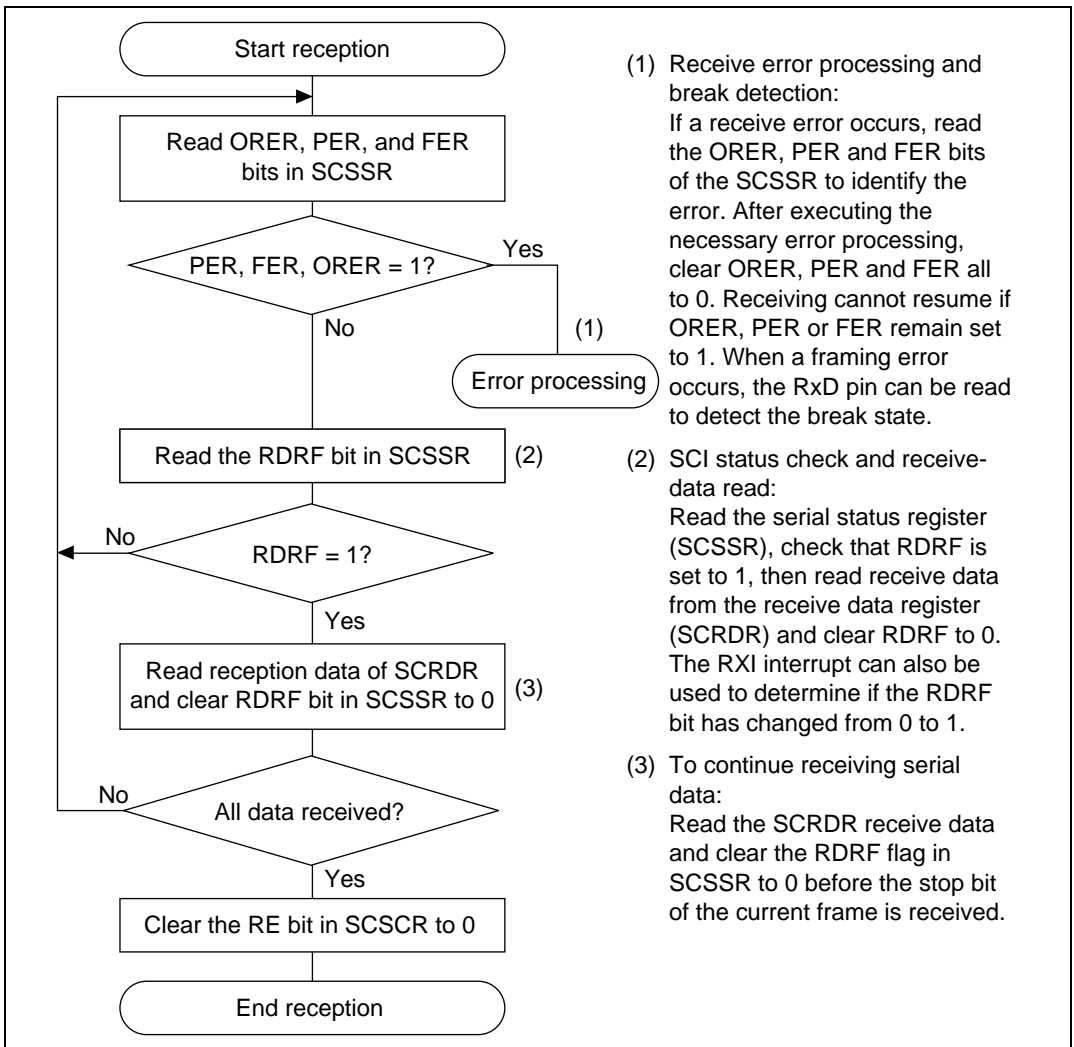 Start reception
Read ORER, PER, and FER
bits in SCSSR
PER, FER, ORER = 1?
Yes
No
(1)
Error processing
Read the RDRF bit in SCSSR
(2)
No
RDRF = 1?
Yes
Read reception data of SCRDR
and clear RDRF bit in SCSSR to 0
(3)
No
All data received?
Yes
Clear the RE bit in SCSCR to 0
End reception
(1) Receive error processing and
break detection:
If a receive error occurs, read
the ORER, PER and FER bits
of the SCSSR to identify the
error. After executing the
necessary error processing,
clear ORER, PER and FER all
to 0. Receiving cannot resume if
ORER, PER or FER remain set
to 1. When a framing error
occurs, the RxD pin can be read
to detect the break state.
(2) SCI status check and receive-
data read:
Read the serial status register
(SCSSR), check that RDRF is
set to 1, then read receive data
from the receive data register
(SCRDR) and clear RDRF to 0.
The RXI interrupt can also be
used to determine if the RDRF
bit has changed from 0 to 1.
(3) To continue receiving serial
data:
Read the SCRDR receive data
and clear the RDRF flag in
SCSSR to 0 before the stop bit
of the current frame is received.